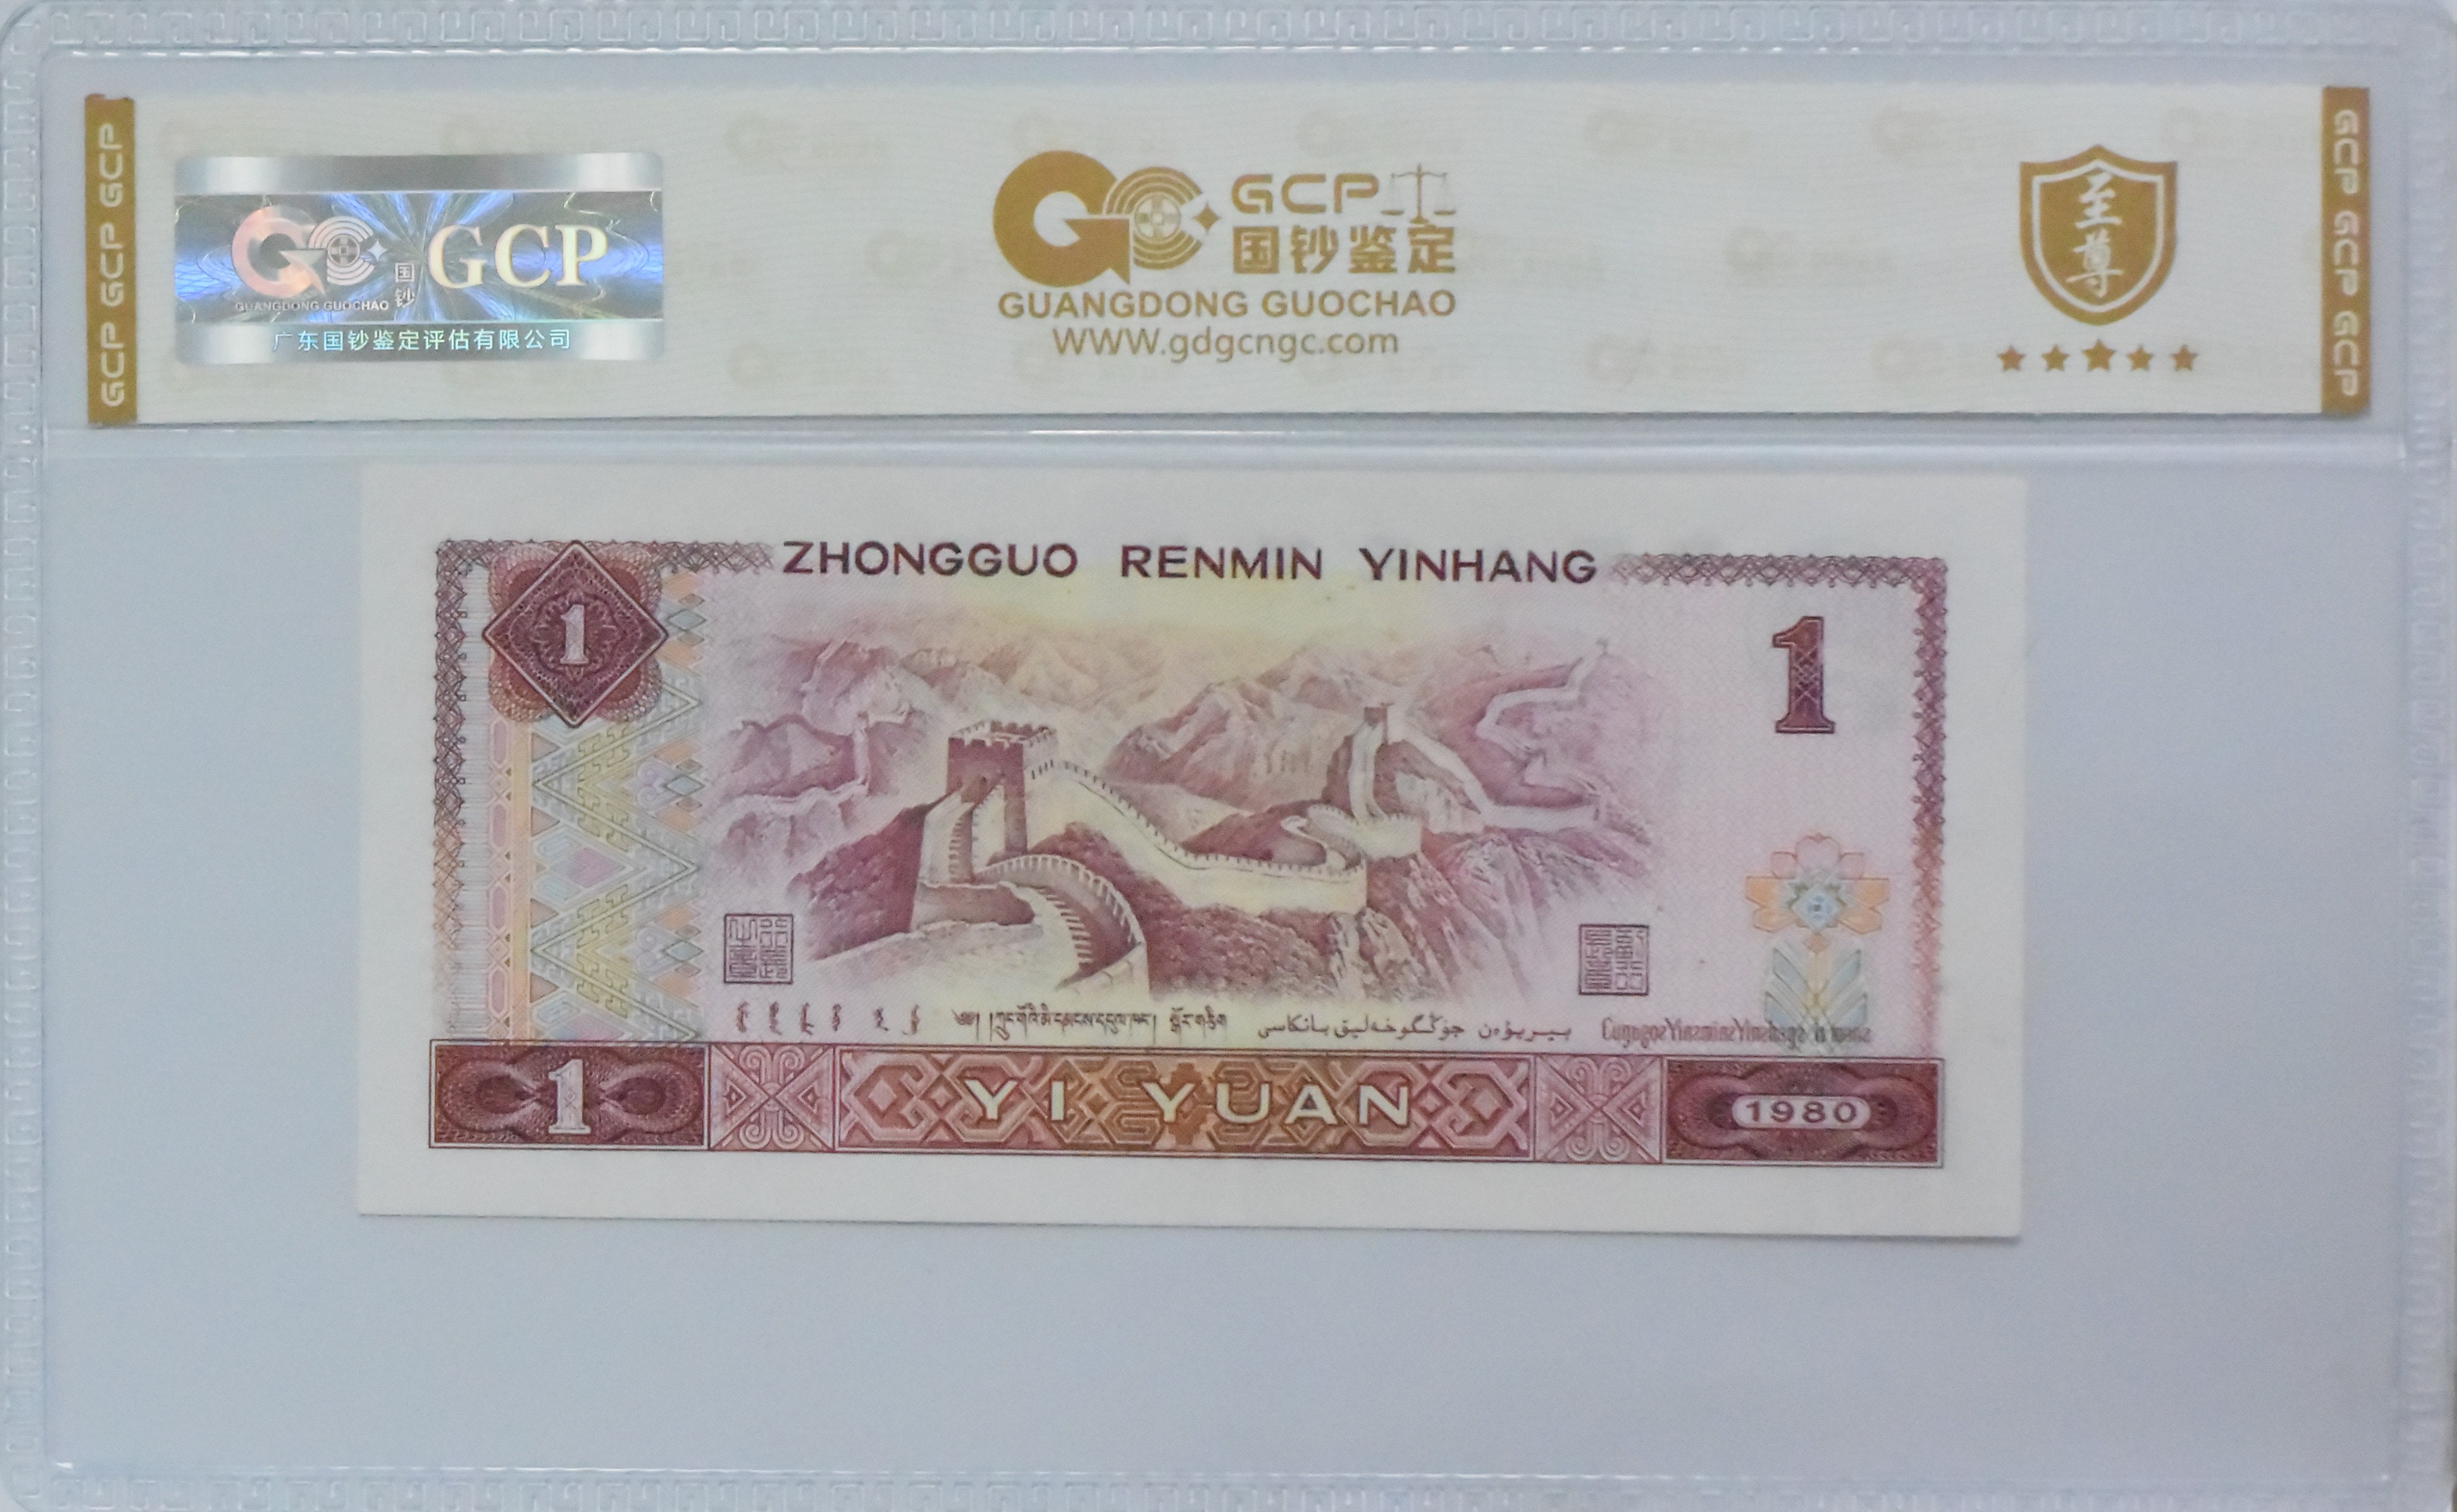 GCP GCP GCP
GCP
国钞
GUANGDONG GUOCHAO
广东国钞鉴定评估有限公司
GCP
国钞鉴定
GUANGDONG GUOCHAO
WWW.gdgcngc.com
至尊
GCP GCP GCP
ZHONGGUO RENMIN YINHANG
1
1
1
YI YUAN
1980